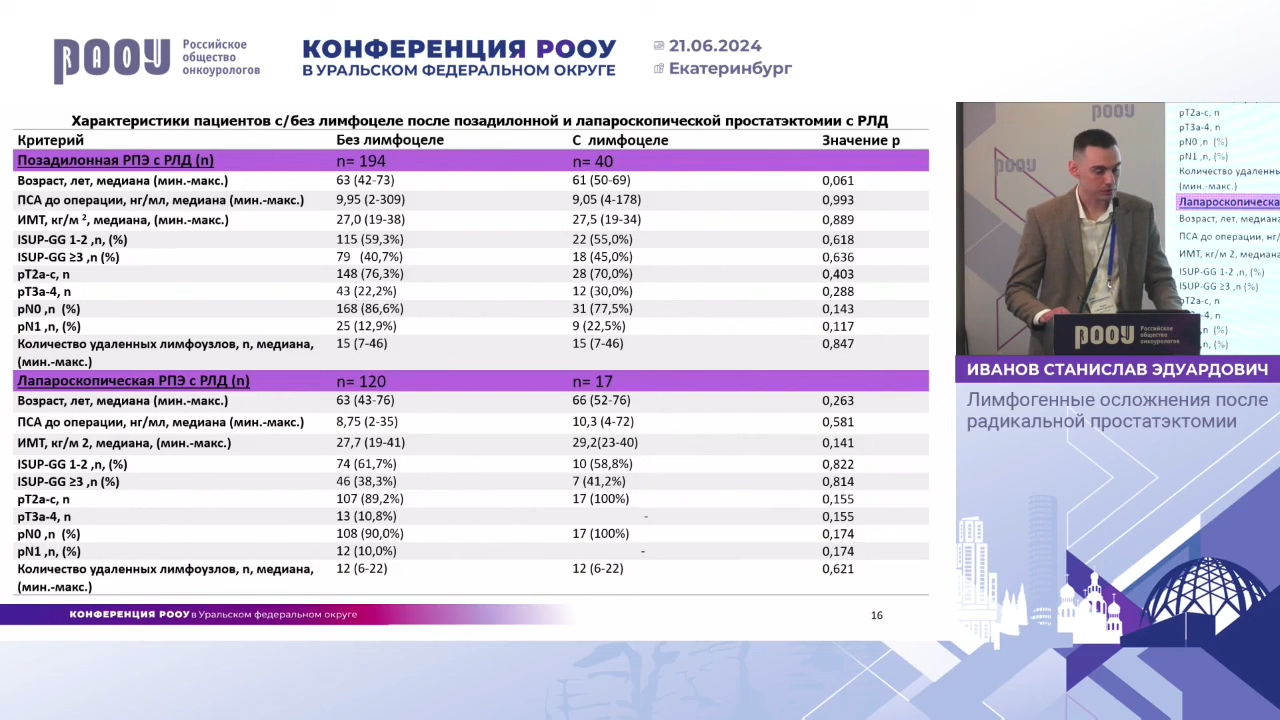 РООУ
RAOU
Российское
общество
онкоурологов
КОНФЕРЕНЦИЯ РООУ
В УРАЛЬСКОМ ФЕДЕРАЛЬНОМ ОКРУГЕ
21.06.2024
Екатеринбург
Характеристики пациентов с/без лимфоцеле после позадилонной и лапароскопической простатэктомии с РЛД
Критерий Без лимфоцеле С лимфоцеле Значение р
Позадилонная РПЭ с РЛД (n) n= 194 n= 40
Возраст, лет, медиана (мин.-макс.) 63 (42-73) 61 (50-69) 0,061
ПСА до операции, нг/мл, медиана (мин.-макс.) 9,95 (2-309) 9,05 (4-178) 0,993
ИМТ, кг/м ², медиана, (мин.-макс.) 27,0 (19-38) 27,5 (19-34) 0,889
ISUP-GG 1-2 ,n, (%) 115 (59,3%) 22 (55,0%) 0,618
ISUP-GG ≥3 ,n (%) 79 (40,7%) 18 (45,0%) 0,636
pT2a-c, n 148 (76,3%) 28 (70,0%) 0,403
pT3a-4, n 43 (22,2%) 12 (30,0%) 0,288
pN0 ,n (%) 168 (86,6%) 31 (77,5%) 0,143
pN1 ,n, (%) 25 (12,9%) 9 (22,5%) 0,117
Количество удаленных лимфоузлов, n, медиана, 15 (7-46) 15 (7-46) 0,847
(мин.-макс.)
Лапароскопическая РПЭ с РЛД (n) n= 120 n= 17
Возраст, лет, медиана (мин.-макс.) 63 (43-76) 66 (52-76) 0,263
ПСА до операции, нг/мл, медиана (мин.-макс.) 8,75 (2-35) 10,3 (4-72) 0,581
ИМТ, кг/м 2, медиана, (мин.-макс.) 27,7 (19-41) 29,2(23-40) 0,141
ISUP-GG 1-2 ,n, (%) 74 (61,7%) 10 (58,8%) 0,822
ISUP-GG ≥3 ,n (%) 46 (38,3%) 7 (41,2%) 0,814
pT2a-c, n 107 (89,2%) 17 (100%) 0,155
pT3a-4, n 13 (10,8%) - 0,155
pN0 ,n (%) 108 (90,0%) 17 (100%) 0,174
pN1 ,n, (%) 12 (10,0%) - 0,174
Количество удаленных лимфоузлов, n, медиана, 12 (6-22) 12 (6-22) 0,621
(мин.-макс.)
КОНФЕРЕНЦИЯ РООУ в Уральском федеральном округе
16
РООУ
РООУ
pT2a-c, n
pT3a-4, n
pN0 ,n (%)
pN1 ,n, (%)
Количество удаленны
(мин.-макс.)
Лапароскопическа
Возраст, лет, медиана
ПСА до операции, нг/
ИМТ, кг/м 2, медиана
ISUP-GG 1-2 ,n, (%)
ISUP-GG ≥3 ,n (%)
pT2a-c, n
РООУ
Российское
общество
онкоурологов
ИВАНОВ СТАНИСЛАВ ЭДУАРДОВИЧ
Лимфогенные осложнения после
радикальной простатэктомии